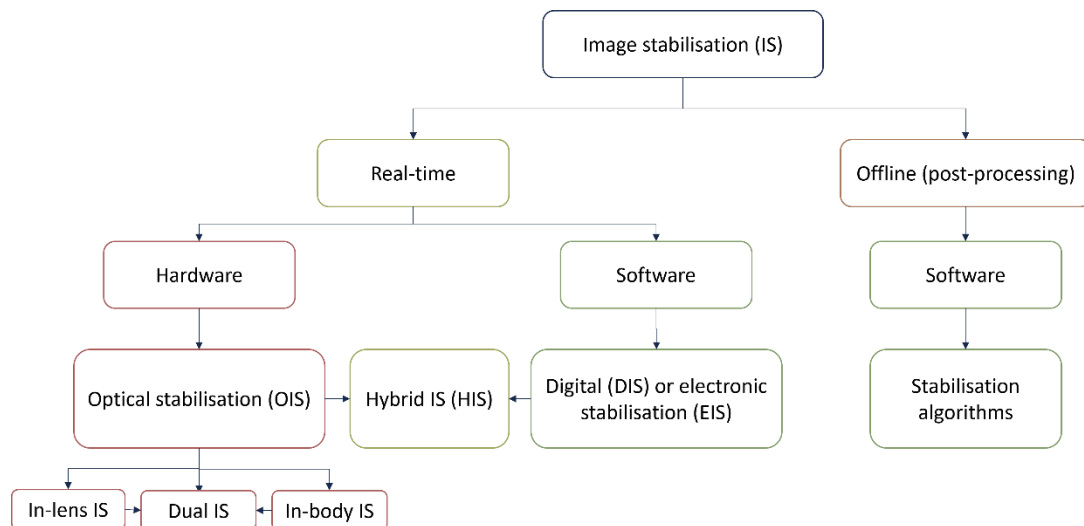 Image stabilisation (IS)
Real-time
Offline (post-processing)
Hardware
Software
Software
Optical stabilisation (OIS)
Hybrid IS (HIS)
Digital (DIS) or electronic
stabilisation (EIS)
Stabilisation
algorithms
In-lens IS
Dual IS
In-body IS